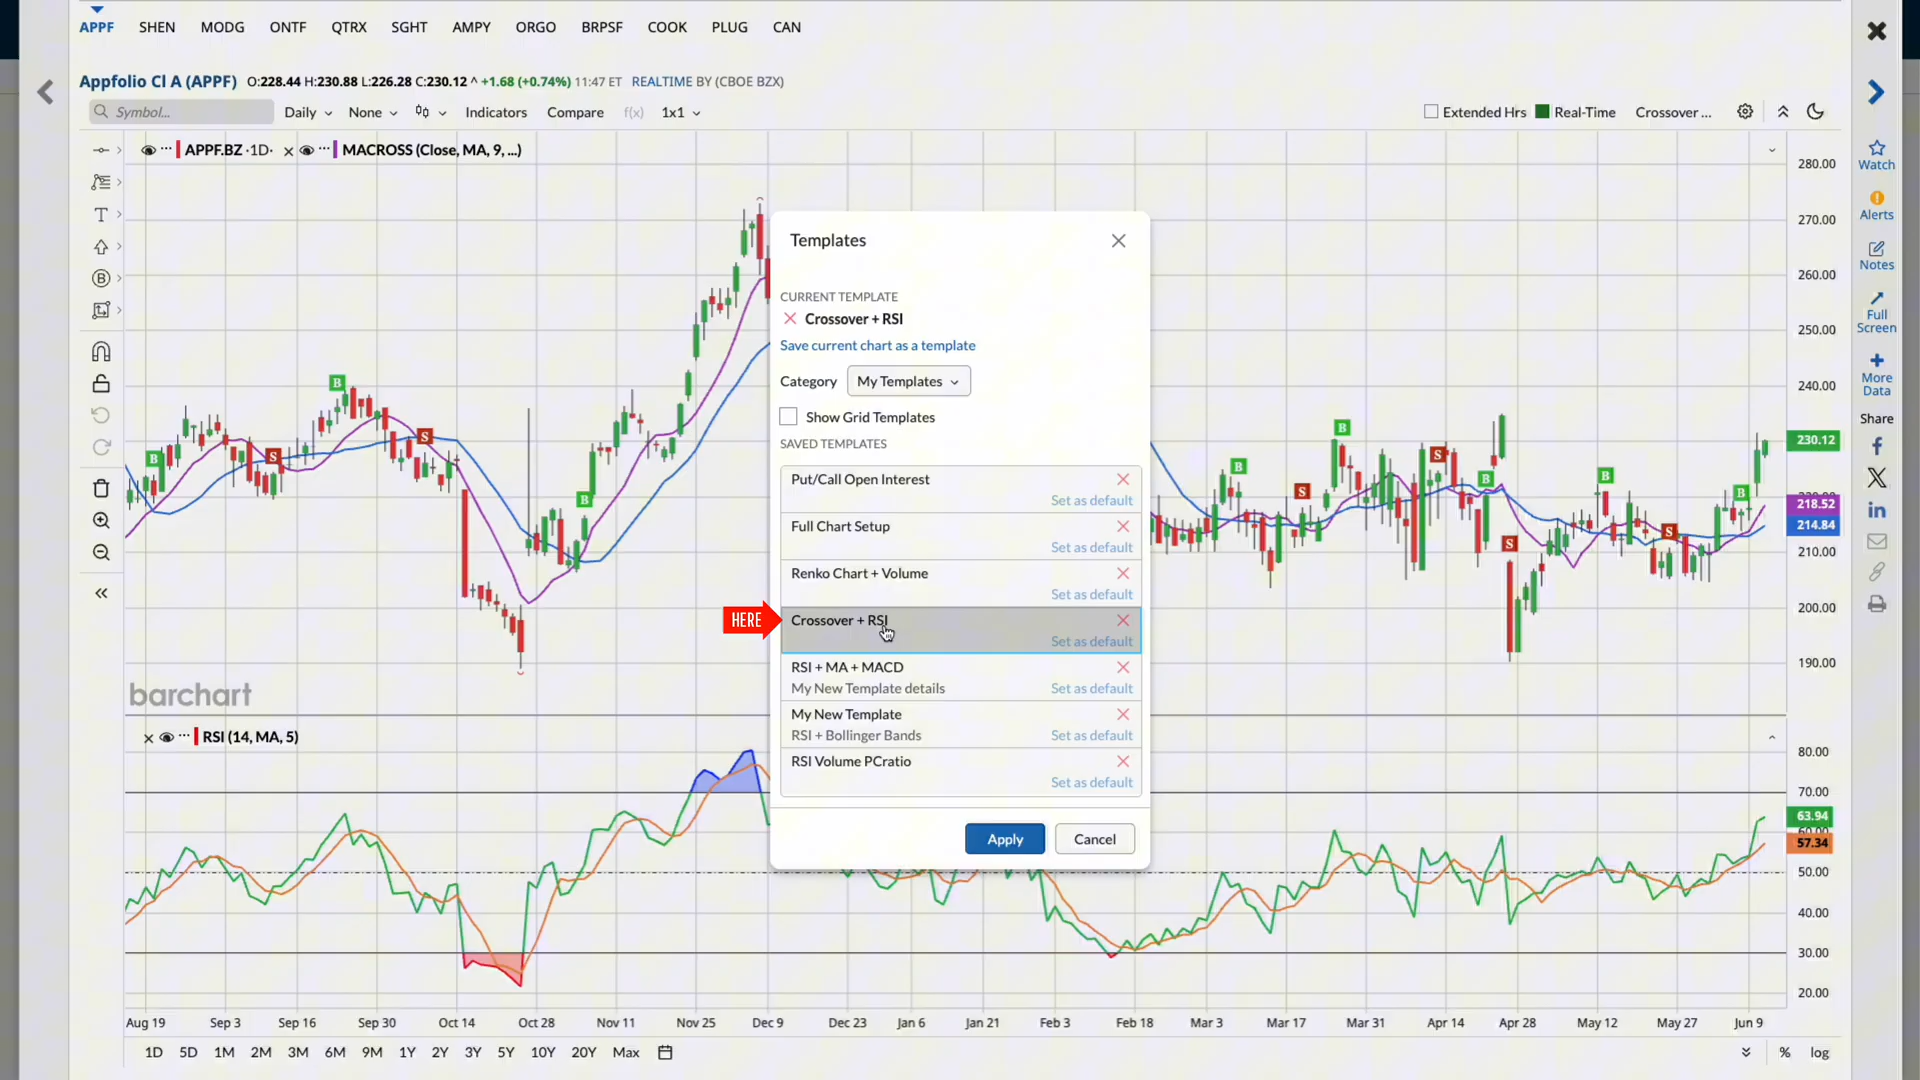 APPF SHEN MODG ONTF QTRX SGHT AMPY ORGO BRPSF COOK PLUG CAN
Appfolio Cl A (APPF) O:228.44 H:230.88 L:226.28 C:230.12 ^ +1.68 (+0.74%) 11:47 ET REALTIME BY (CBOE BZX)
Symbol... Daily None Indicators Compare f(x) 1x1 Extended Hrs Real-Time Crossover ...
APPF.BZ ·1D· MACROSS (Close, MA, 9, ...)
280.00
270.00
260.00
250.00
240.00
230.12
218.52
214.84
210.00
200.00
190.00
B S B S B B S B S B B S B S B
Templates
CURRENT TEMPLATE
Crossover + RSI
Save current chart as a template
Category My Templates
Show Grid Templates
SAVED TEMPLATES
Put/Call Open Interest
Set as default
Full Chart Setup
Set as default
Renko Chart + Volume
Set as default
HERE
Crossover + RSI
Set as default
RSI + MA + MACD
My New Template details Set as default
My New Template
RSI + Bollinger Bands Set as default
RSI Volume PCratio
Set as default
Apply Cancel
barchart
RSI (14, MA, 5)
80.00
70.00
63.94
57.34
50.00
40.00
30.00
20.00
Aug 19 Sep 3 Sep 16 Sep 30 Oct 14 Oct 28 Nov 11 Nov 25 Dec 9 Dec 23 Jan 6 Jan 21 Feb 3 Feb 18 Mar 3 Mar 17 Mar 31 Apr 14 Apr 28 May 12 May 27 Jun 9
1D 5D 1M 2M 3M 6M 9M 1Y 2Y 3Y 5Y 10Y 20Y Max % log
Watch
Alerts
Notes
Full
Screen
More
Data
Share